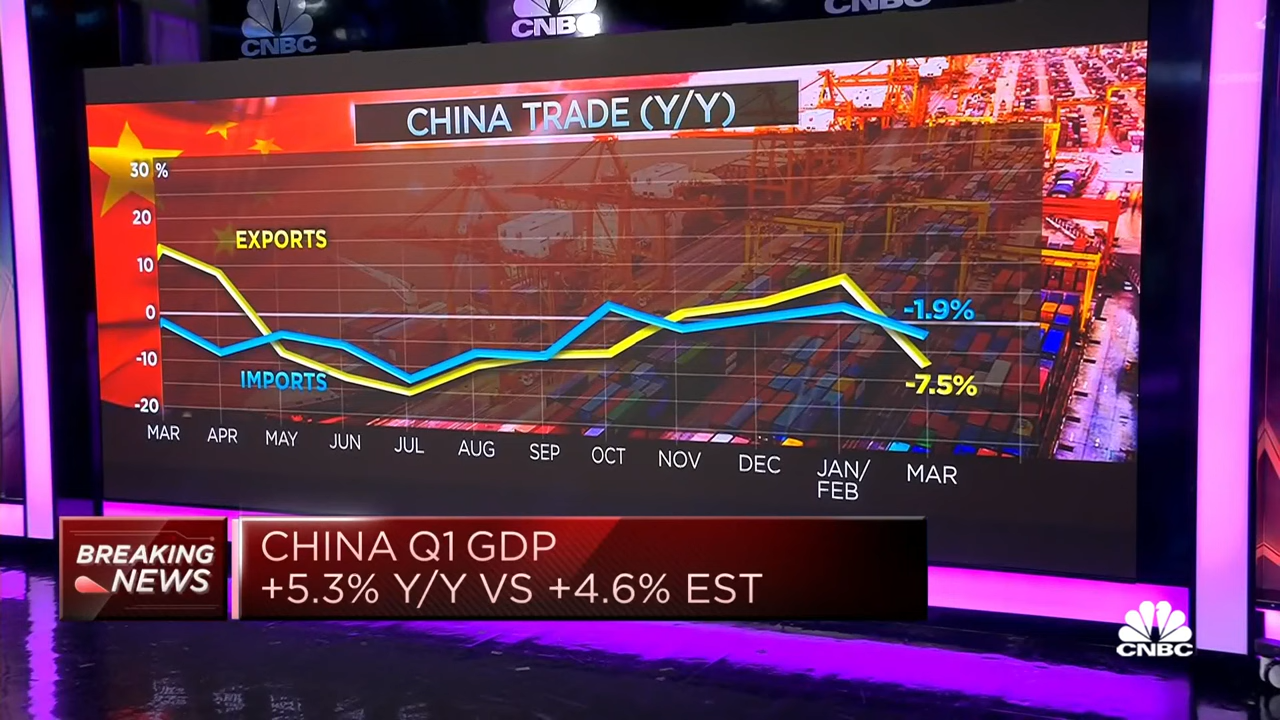 CNBC
CNBC
CNBC
CHINA TRADE (Y/Y)
30 %
20
10
0
-10
-20
EXPORTS
IMPORTS
-1.9%
-7.5%
MAR
APR
MAY
JUN
JUL
AUG
SEP
OCT
NOV
DEC
JAN/
FEB
MAR
BREAKING
NEWS
CHINA Q1 GDP
+5.3% Y/Y VS +4.6% EST
CNBC